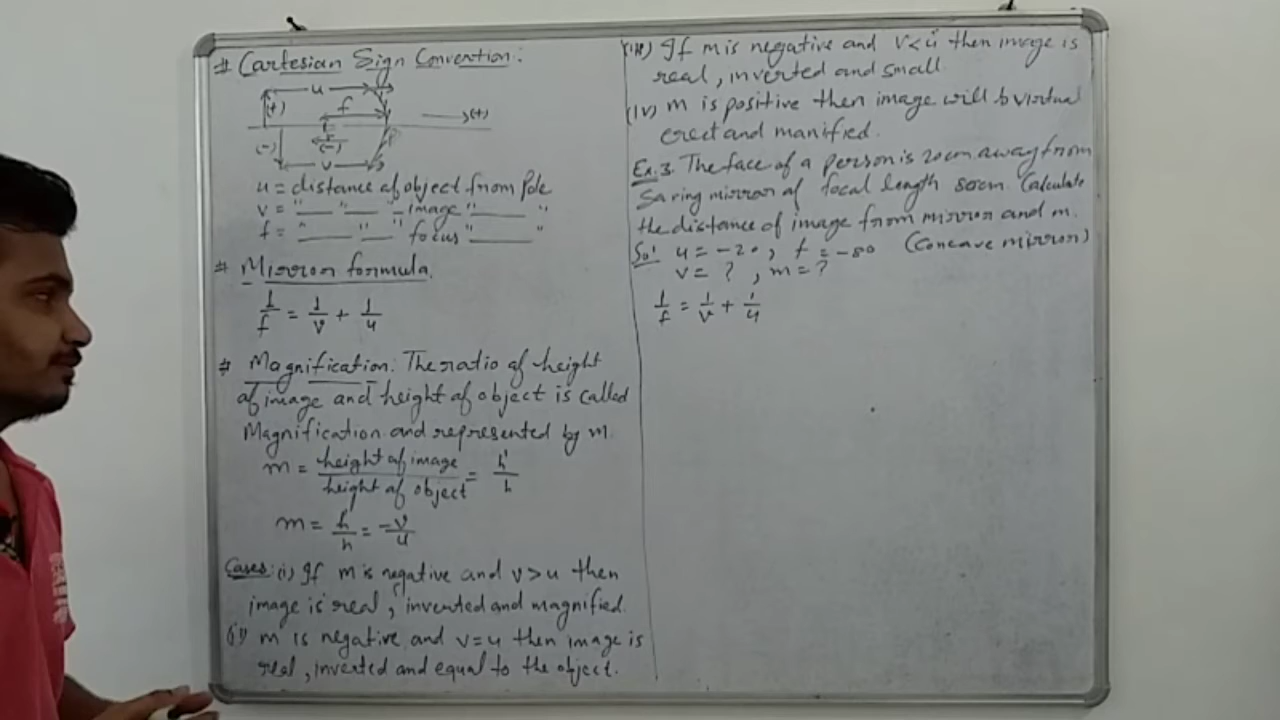 # Cartesian Sign Convention:
u
(+)
f
(+)
(-)
(-)
P
v
u = distance of object from Pole
v = " — " — image — "
f = " — " — focus — "
# Mirror formula.
1/f = 1/v + 1/u
# Magnification: The ratio of height
of image and height of object is called
Magnification and represented by m.
m = height of image / height of object = h'/h
m = h'/h = -v/u
Cases: (i) If m is negative and v>u then
image is real, inverted and magnified.
(ii) m is negative and v=u then image is
real, inverted and equal to the object.
(iii) If m is negative and v<u then image is
real, inverted and small.
(iv) m is positive then image will b virtual
erect and manified.
Ex.3. The face of a person is 20cm away from
Saring mirror of focal length 80cm. Calculate
the distance of image from mirror and m.
Sol u = -20, f = -80 (Concave mirror)
v = ?, m = ?
1/f = 1/v + 1/u